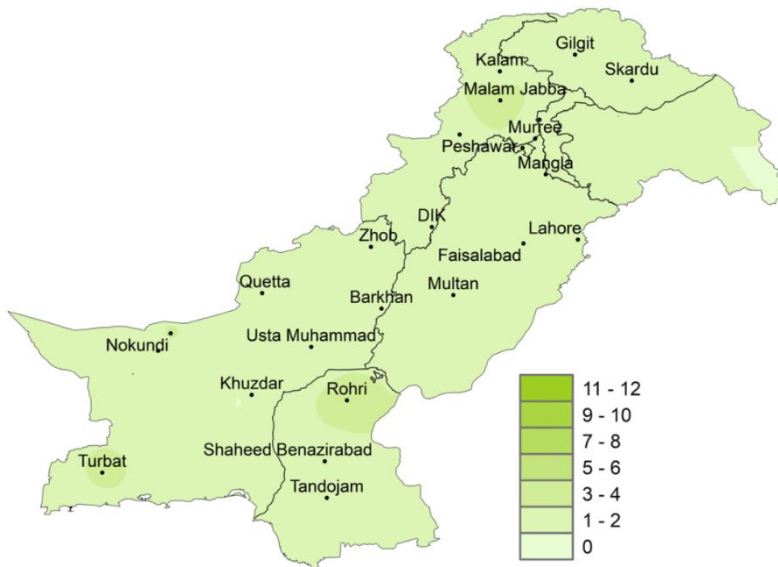 Gilgit
Kalam
Skardu
Malam Jabba
Murree
Peshawar
Mangla
DIK
Lahore
Zhob
Faisalabad
Quetta
Multan
Barkhan
Usta Muhammad
Nokundi
Khuzdar
Rohri
Shaheed Benazirabad
Turbat
Tandojam
11 - 12
9 - 10
7 - 8
5 - 6
3 - 4
1 - 2
0